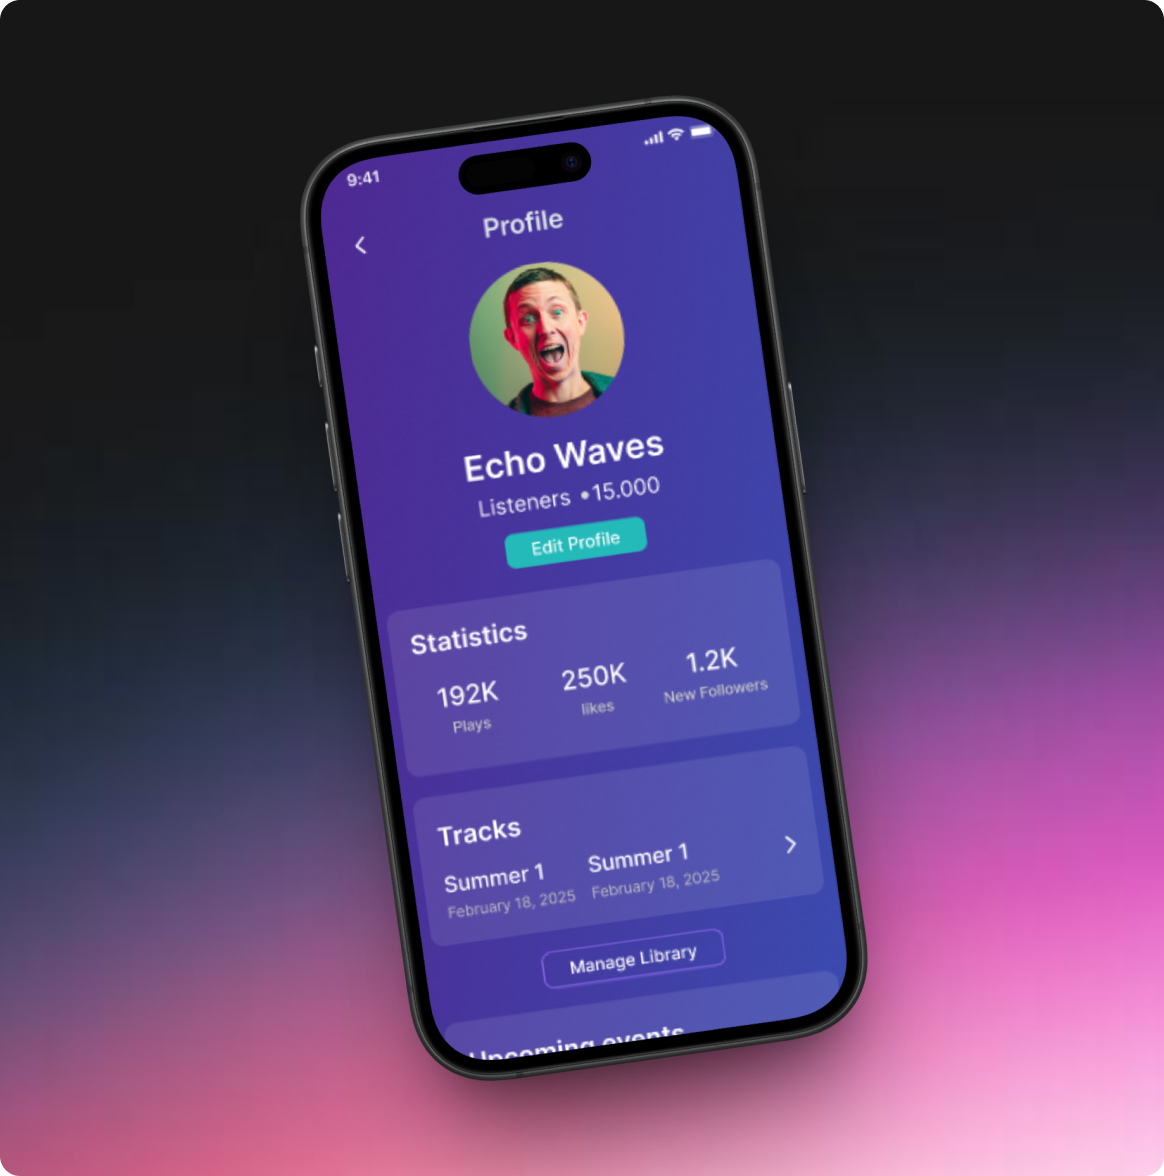 9:41
Profile
Echo Waves
Listeners •15.000
Edit Profile
Statistics
192K
Plays
250K
likes
1.2K
New Followers
Tracks
Summer 1
February 18, 2025
Summer 1
February 18, 2025
Manage Library
Upcoming events